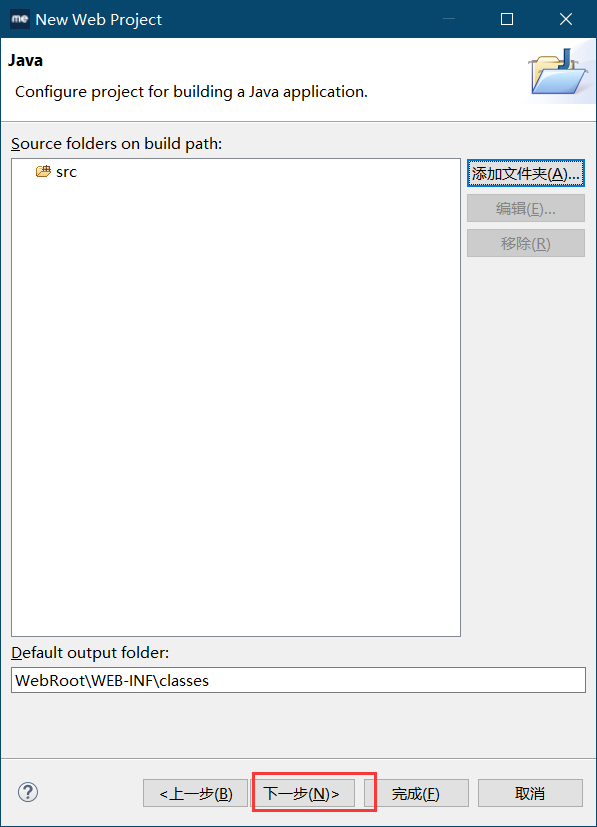 me New Web Project
Java
Configure project for building a Java application.
Source folders on build path:
src
添加文件夹(A)...
编辑(E)...
移除(R)
Default output folder:
WebRoot\WEB-INF\classes
?
<上一步(B)
下一步(N)>
完成(F)
取消